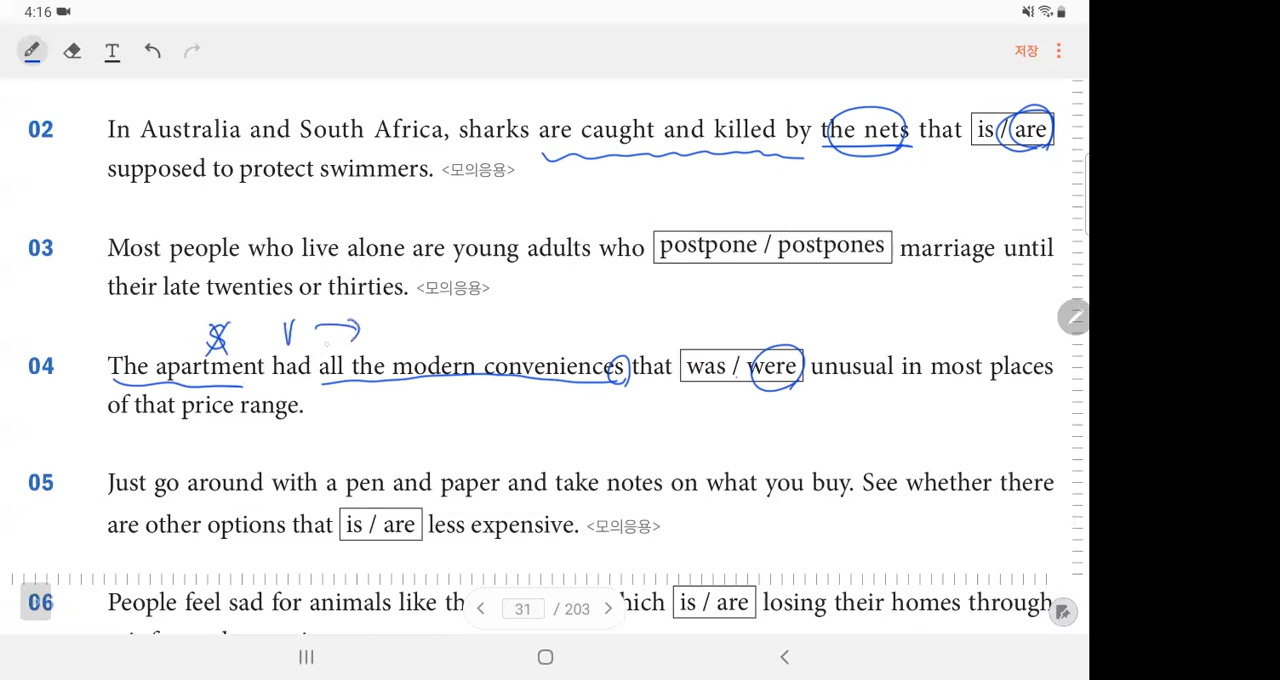 4:16
T
저장
02 In Australia and South Africa, sharks are caught and killed by the nets that is / are
supposed to protect swimmers. <모의응용>
03 Most people who live alone are young adults who postpone / postpones marriage until
their late twenties or thirties. <모의응용>
S V
04 The apartment had all the modern conveniences that was / were unusual in most places
of that price range.
05 Just go around with a pen and paper and take notes on what you buy. See whether there
are other options that is / are less expensive. <모의응용>
06 People feel sad for animals like th hich is / are losing their homes through
31 / 203